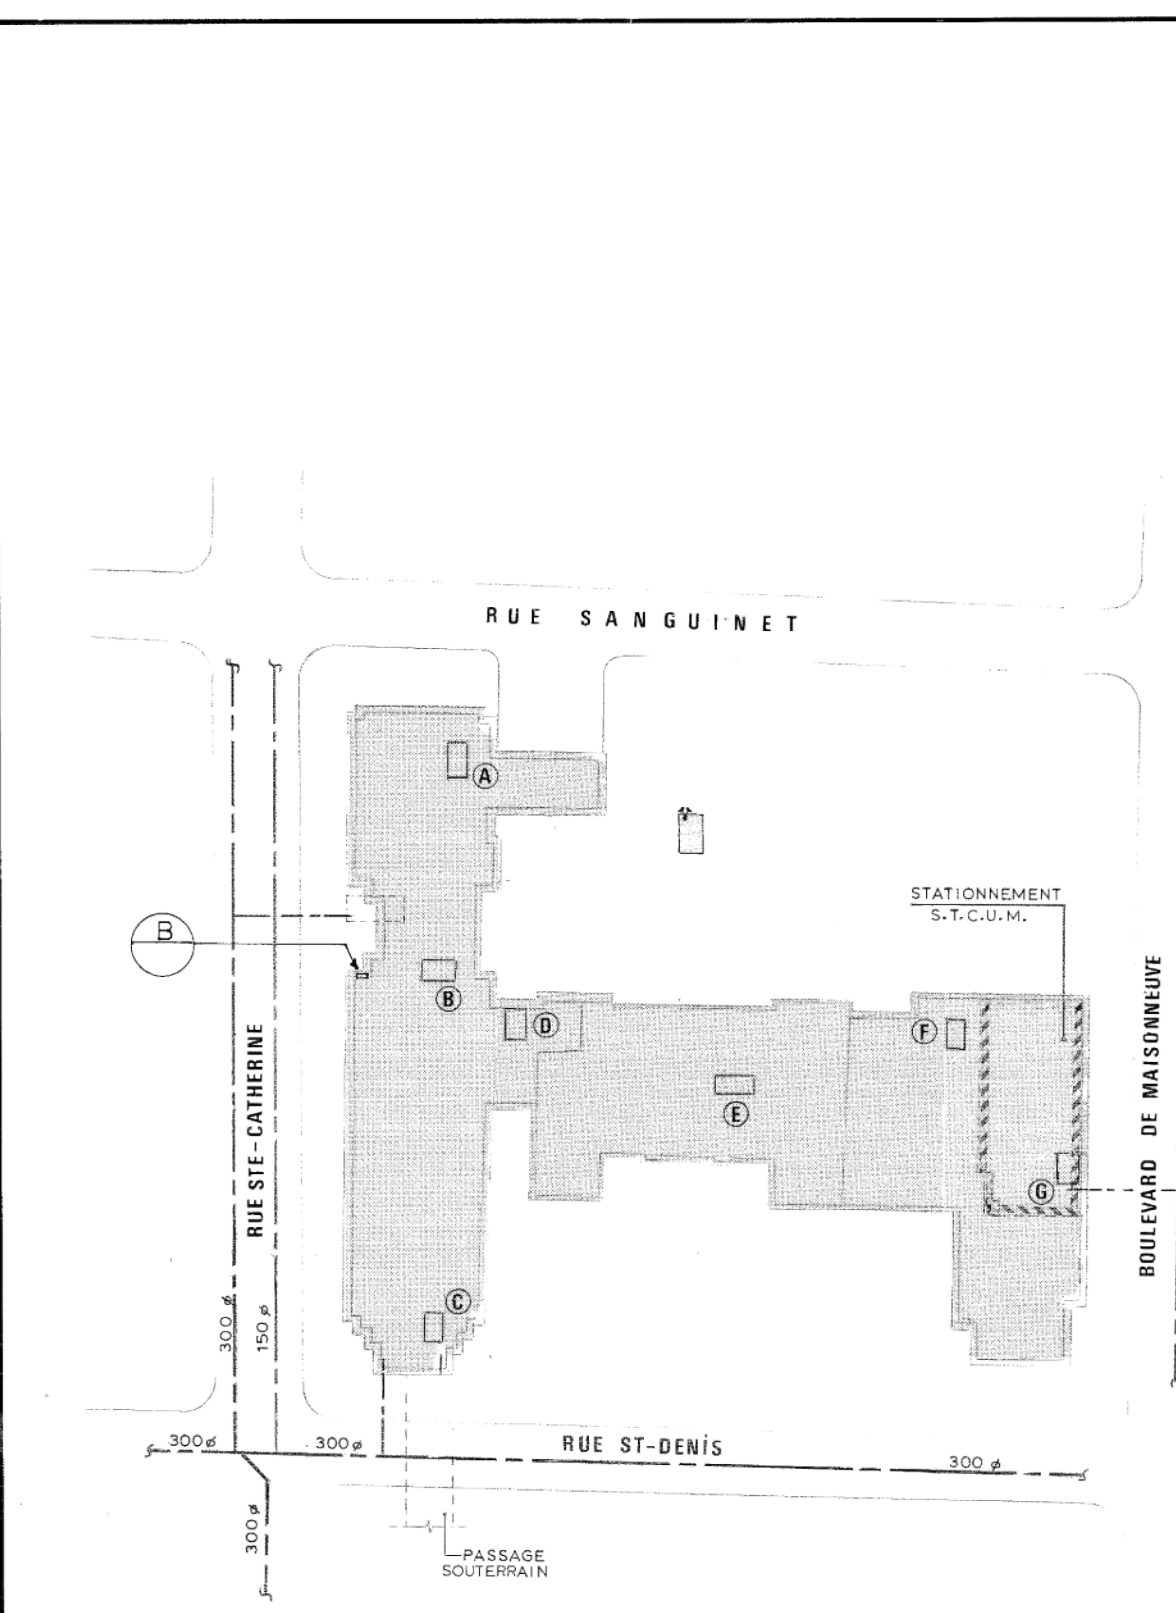 RUE SANGUINET
A
STATIONNEMENT
S.T.C.U.M.
B
B
D
F
E
G
C
RUE STE-CATHERINE
BOULEVARD DE MAISONNEUVE
300 ø
150 ø
300 ø
300 ø
RUE ST-DENIS
300 ø
300 ø
PASSAGE
SOUTERRAIN